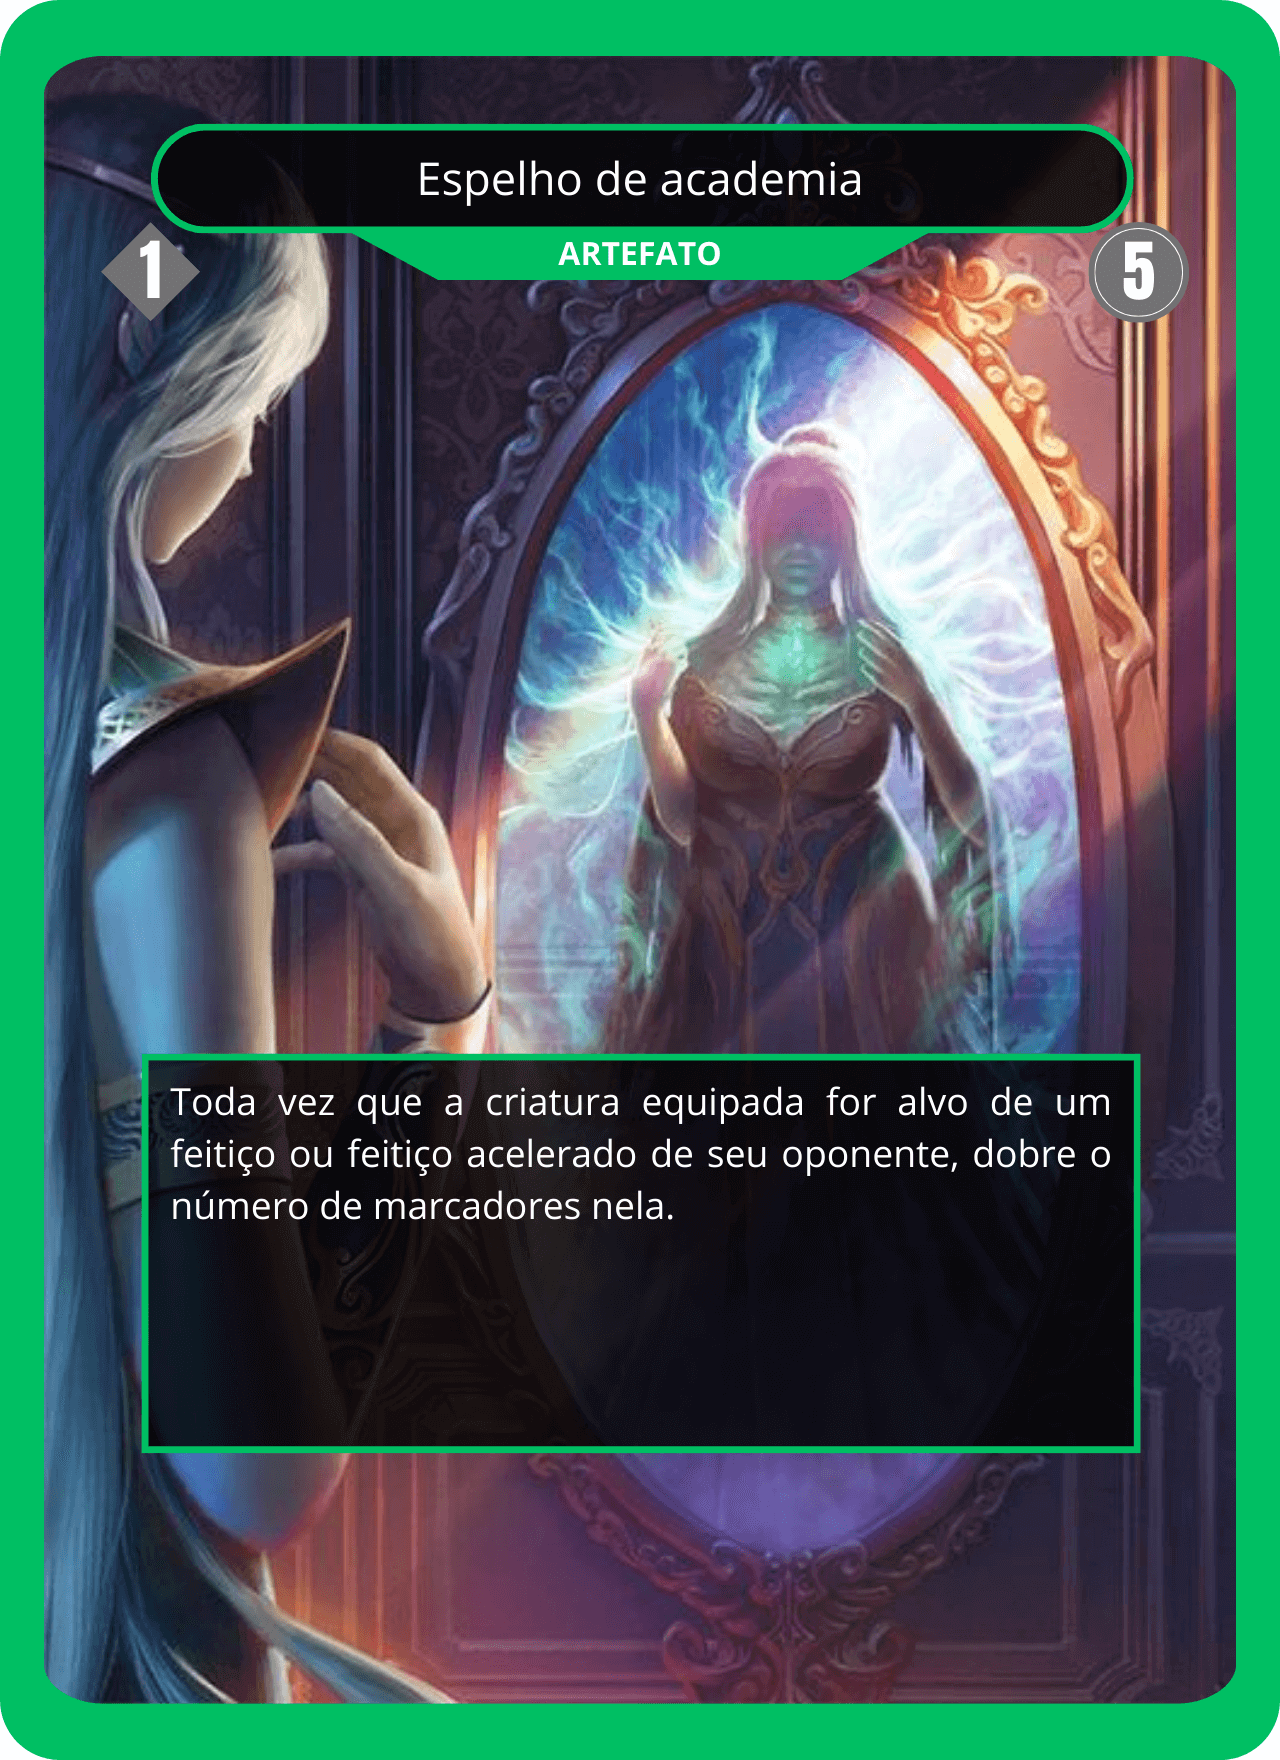 Espelho de academia
ARTEFATO
1
5
Toda vez que a criatura equipada for alvo de um
feitiço ou feitiço acelerado de seu oponente, dobre o
número de marcadores nela.